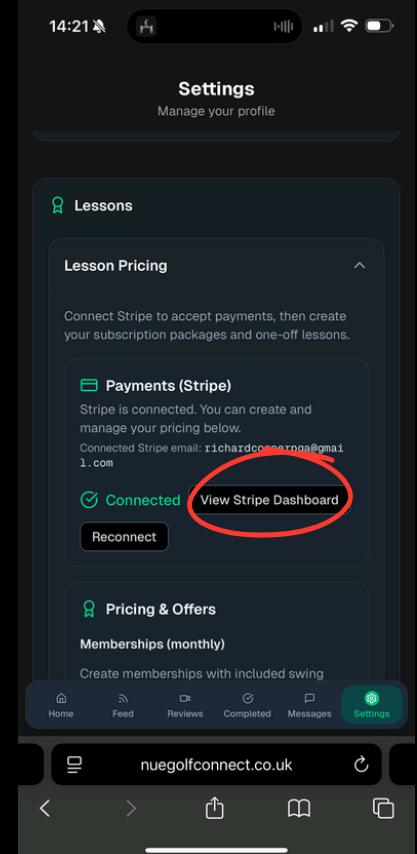 14:21
Settings
Manage your profile
Lessons
Lesson Pricing
Connect Stripe to accept payments, then create
your subscription packages and one-off lessons.
Payments (Stripe)
Stripe is connected. You can create and
manage your pricing below.
Connected Stripe email:
l.com
Connected
View Stripe Dashboard
Reconnect
Pricing & Offers
Memberships (monthly)
Create memberships with included swing
Home
Feed
Reviews
Completed
Messages
Settings
nuegolfconnect.co.uk